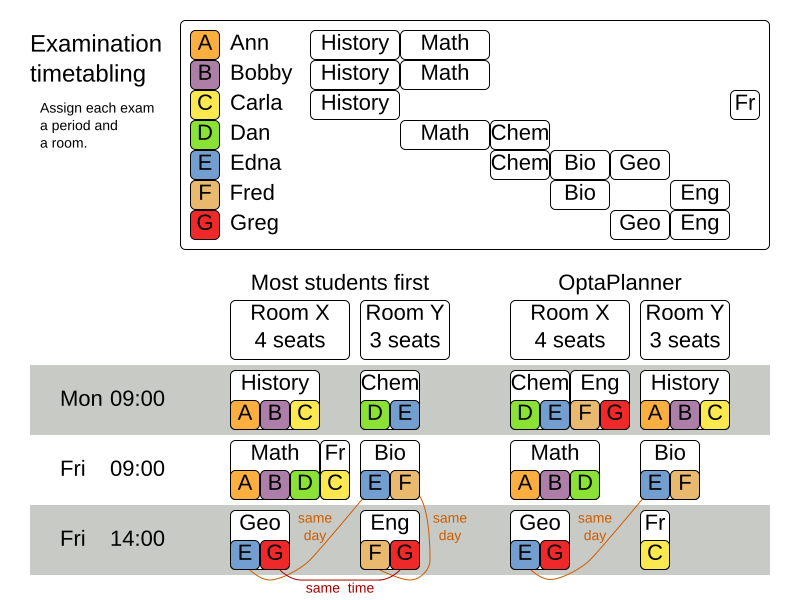 Examination
timetabling
Assign each exam
a period and
a room.
A Ann History Math
B Bobby History Math
C Carla History Fr
D Dan Math Chem
E Edna Chem Bio Geo
F Fred Bio Eng
G Greg Geo Eng
Most students first OptaPlanner
Room X Room Y Room X Room Y
4 seats 3 seats 4 seats 3 seats
History Chem Chem Eng History
Mon 09:00
A B C D E D E F G A B C
Math Fr Bio Math Bio
Fri 09:00
A B D C E F A B D E F
Geo same Eng same Geo same Fr
day day day
Fri 14:00
E G F G E G C
same time